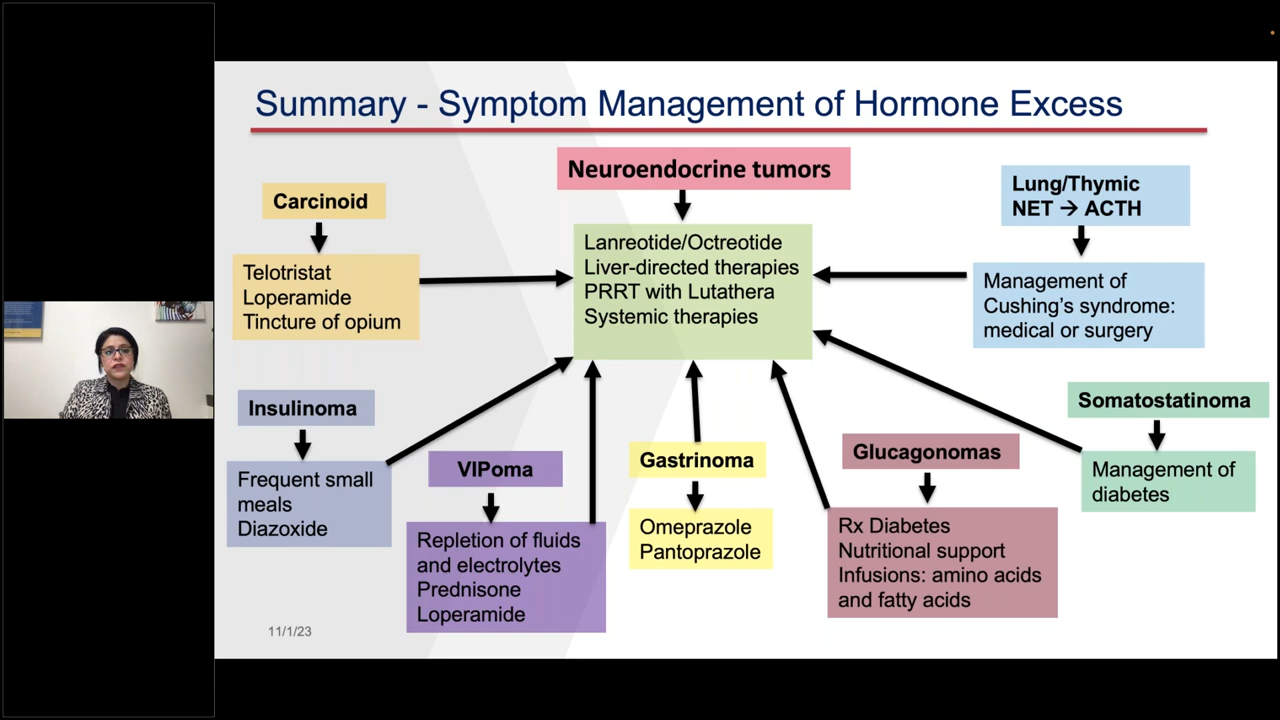 Summary - Symptom Management of Hormone Excess
Neuroendocrine tumors
Lanreotide/Octreotide
Liver-directed therapies
PRRT with Lutathera
Systemic therapies
Carcinoid
Telotristat
Loperamide
Tincture of opium
Lung/Thymic
NET → ACTH
Management of
Cushing’s syndrome:
medical or surgery
Insulinoma
Frequent small
meals
Diazoxide
VIPoma
Repletion of fluids
and electrolytes
Prednisone
Loperamide
Gastrinoma
Omeprazole
Pantoprazole
Glucagonomas
Rx Diabetes
Nutritional support
Infusions: amino acids
and fatty acids
Somatostatinoma
Management of
diabetes
11/1/23